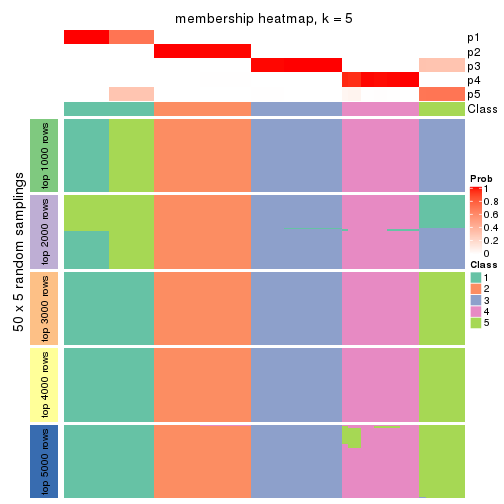 membership heatmap, k = 5
p1
p2
p3
p4
p5
Class
50 x 5 random samplings
top 1000 rows
top 2000 rows
top 3000 rows
top 4000 rows
top 5000 rows
Prob
1
0.8
0.6
0.4
0.2
0
Class
1
2
3
4
5